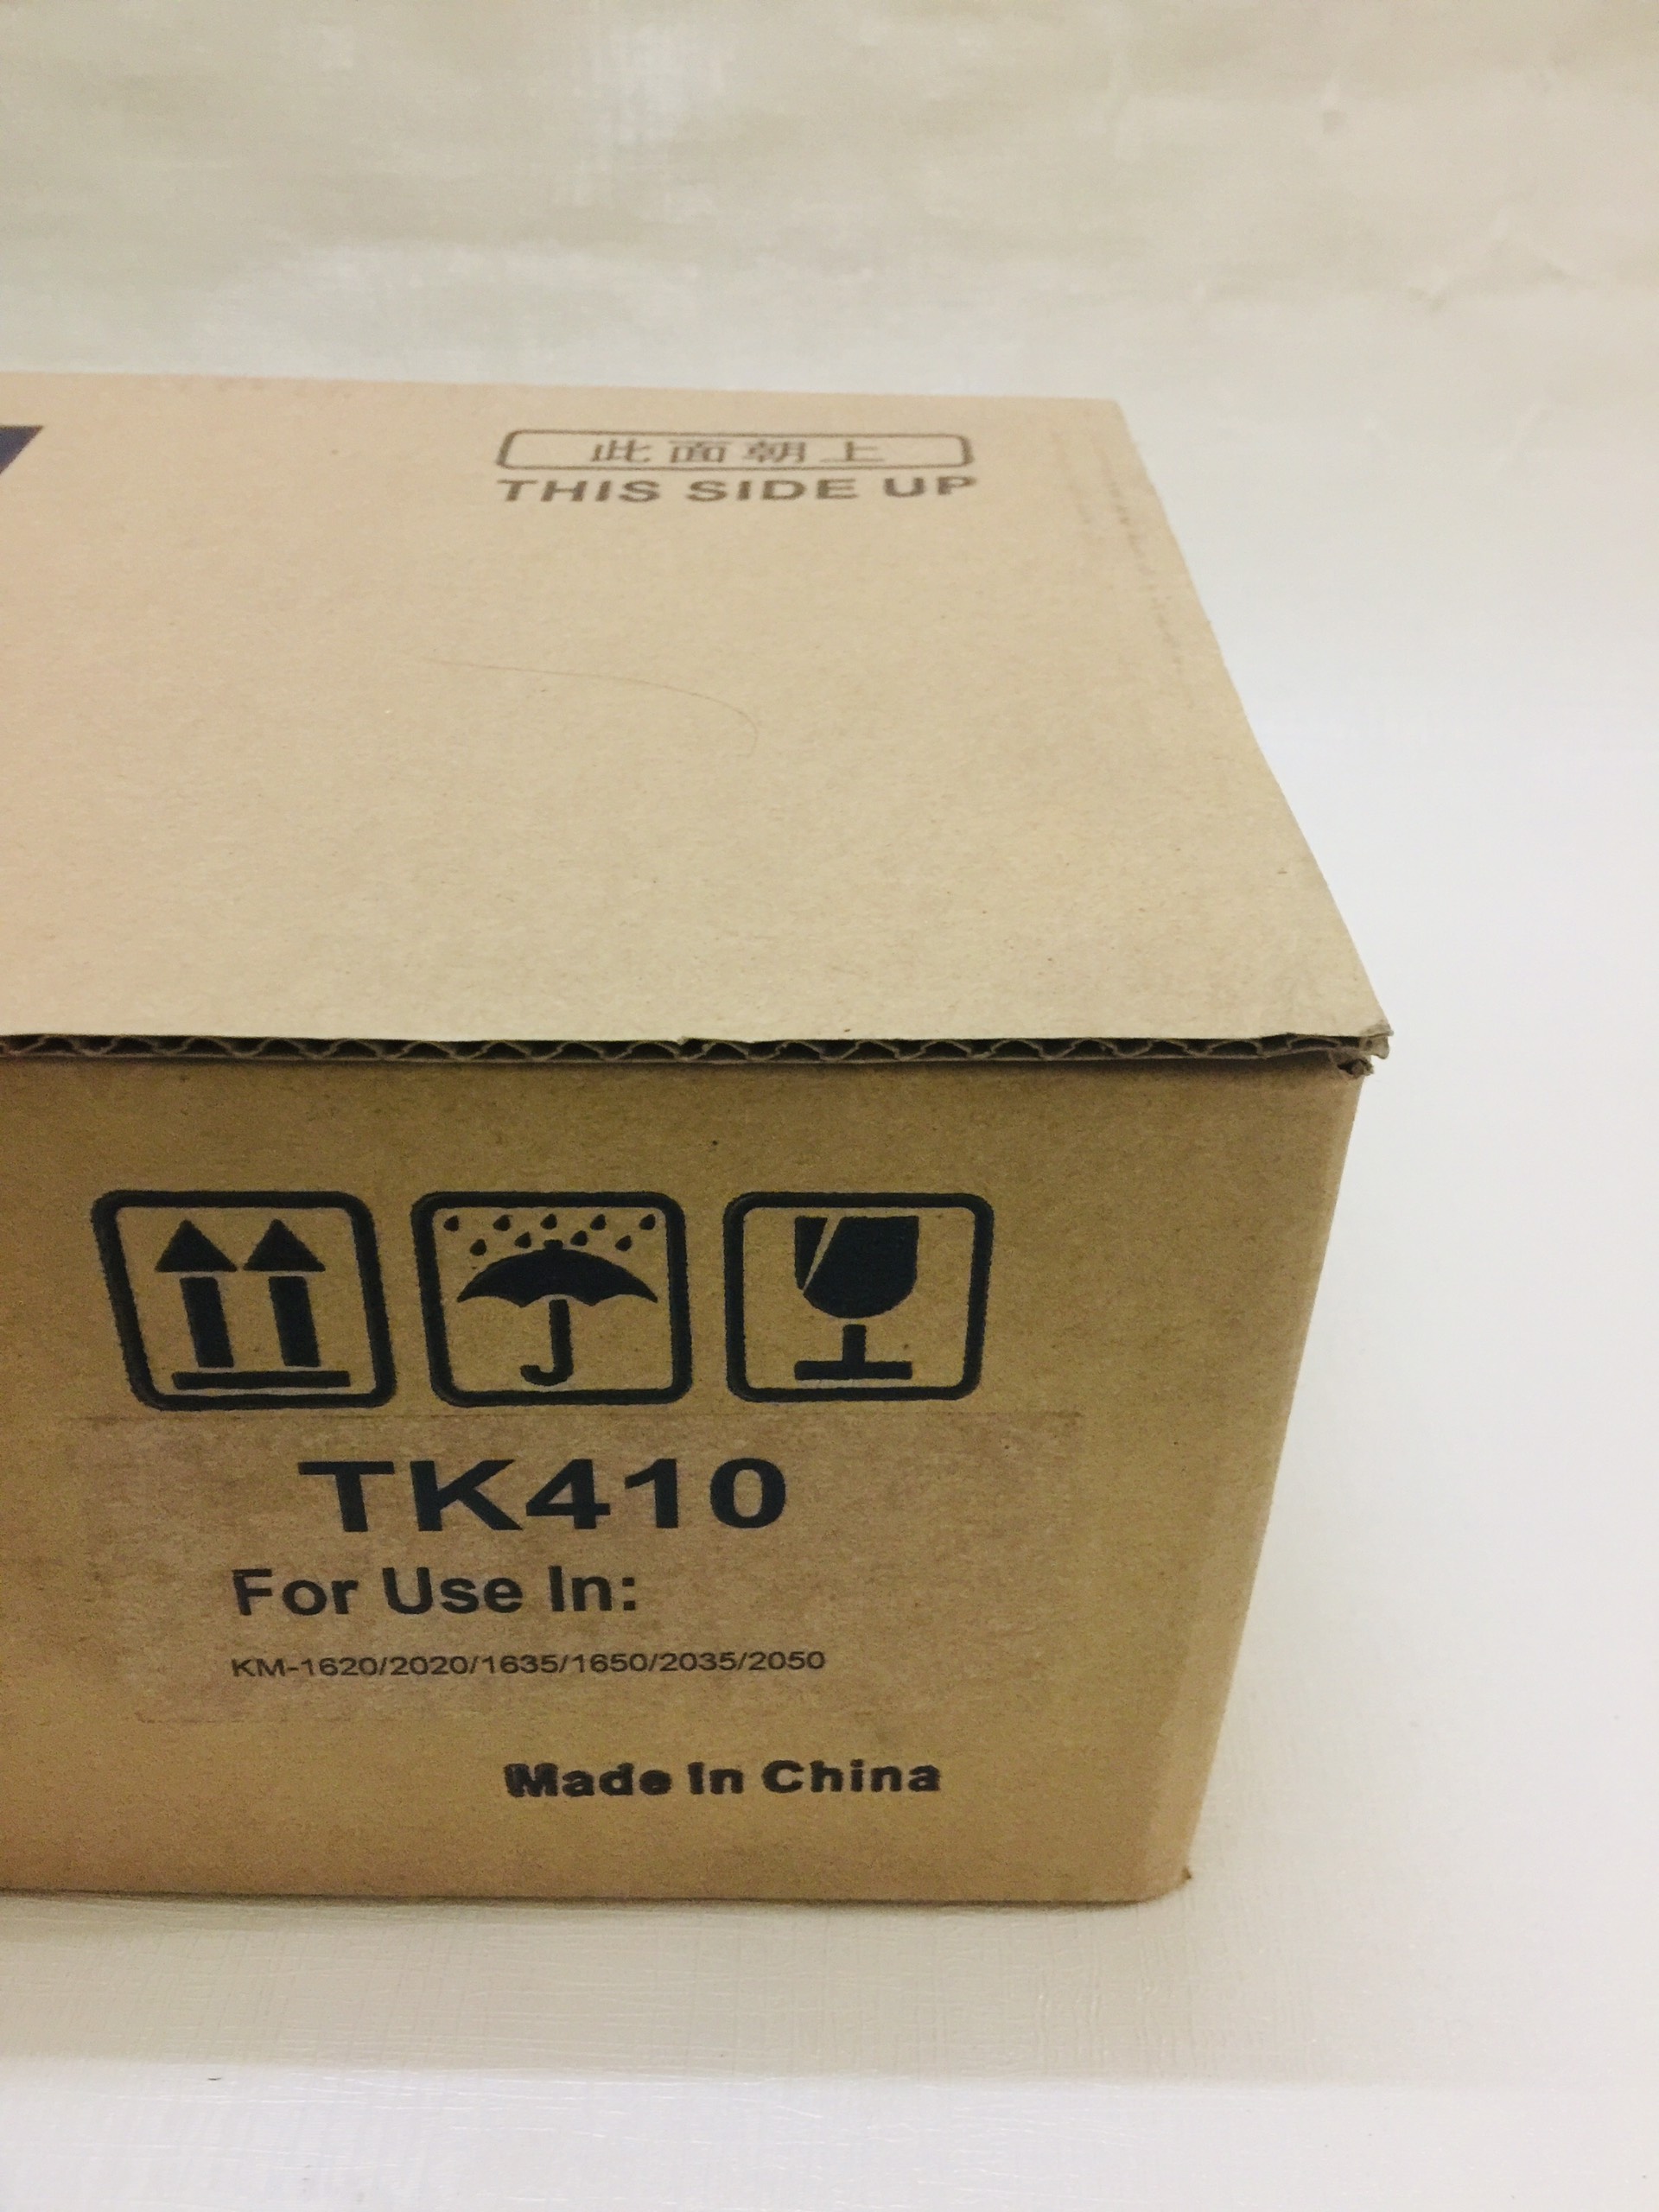 此面朝上
THIS SIDE UP
TK410
For Use In:
KM-1620/2020/1635/1650/2035/2050
Made In China